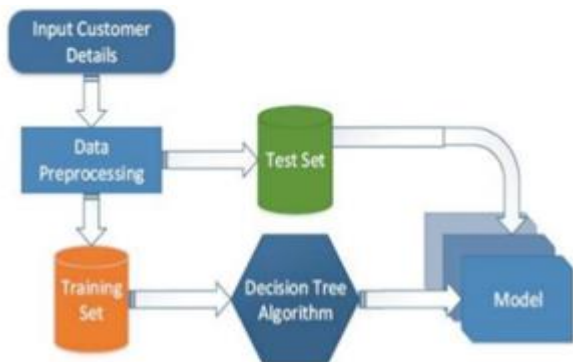 Input Customer
Details
Data
Preprocessing
Test Set
Training
Set
Decision Tree
Algorithm
Model